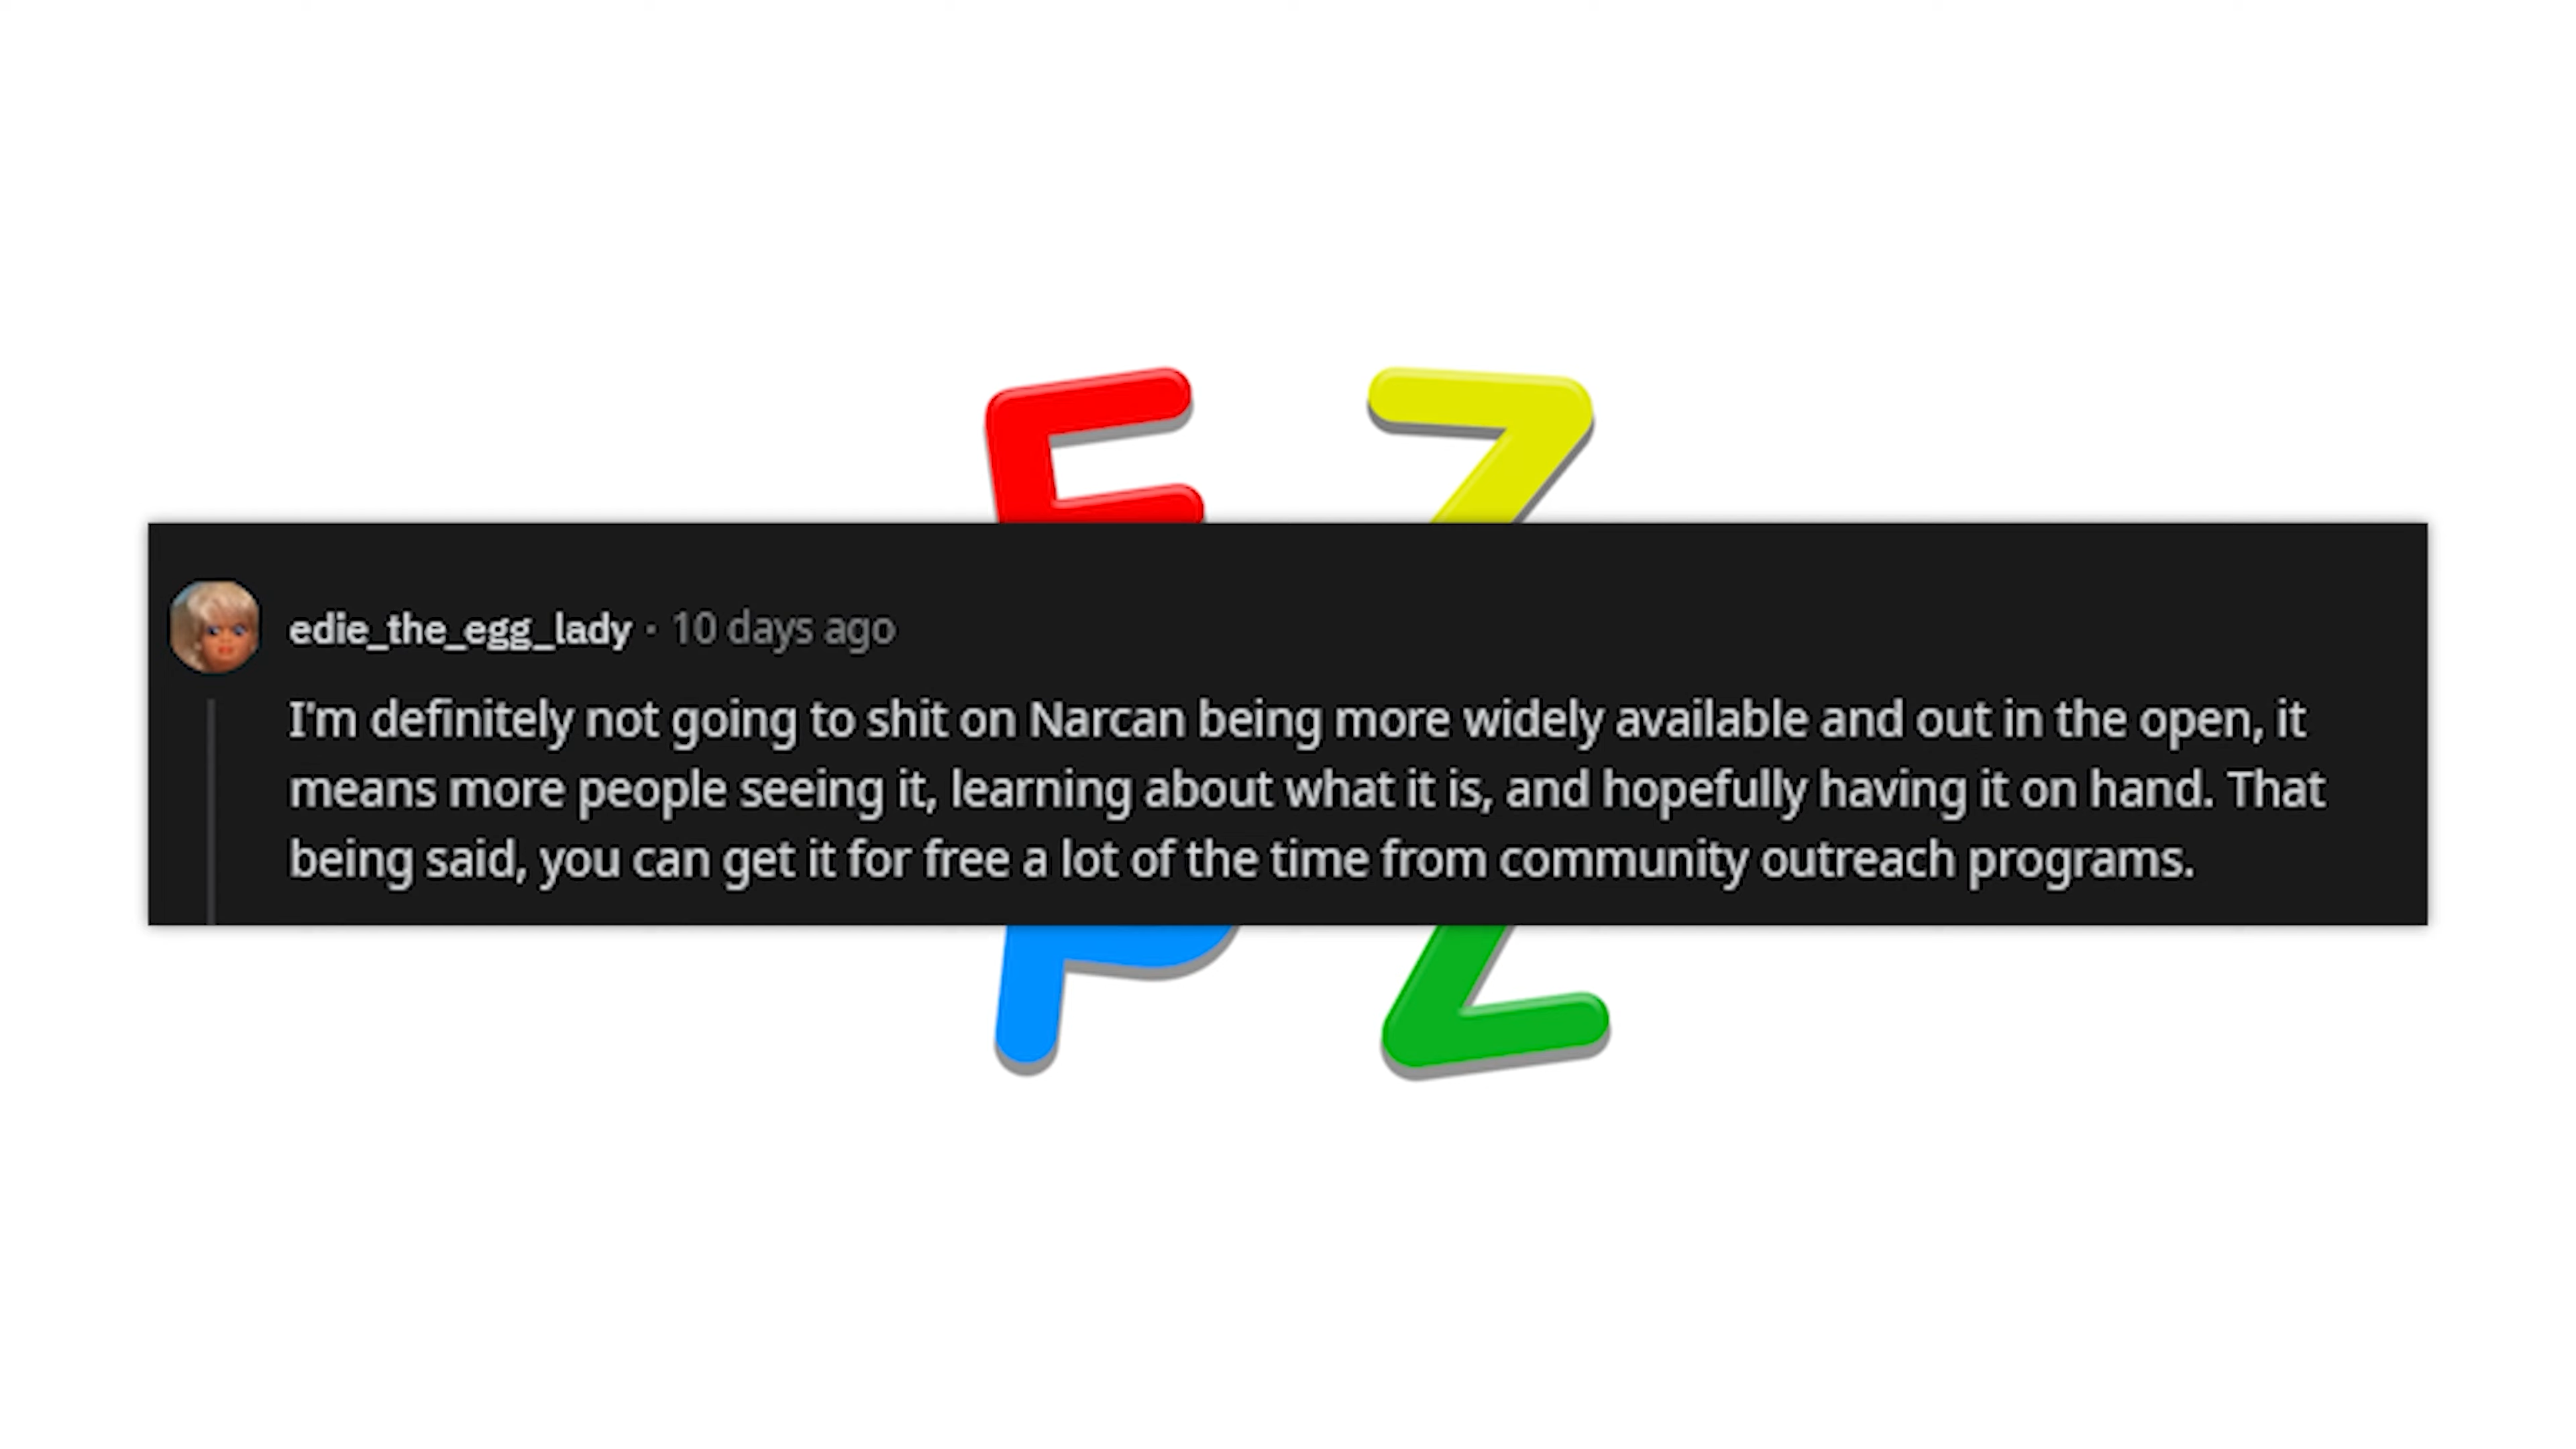 F Z
edie_the_egg_lady · 10 days ago
I'm definitely not going to shit on Narcan being more widely available and out in the open, it
means more people seeing it, learning about what it is, and hopefully having it on hand. That
being said, you can get it for free a lot of the time from community outreach programs.
P Z